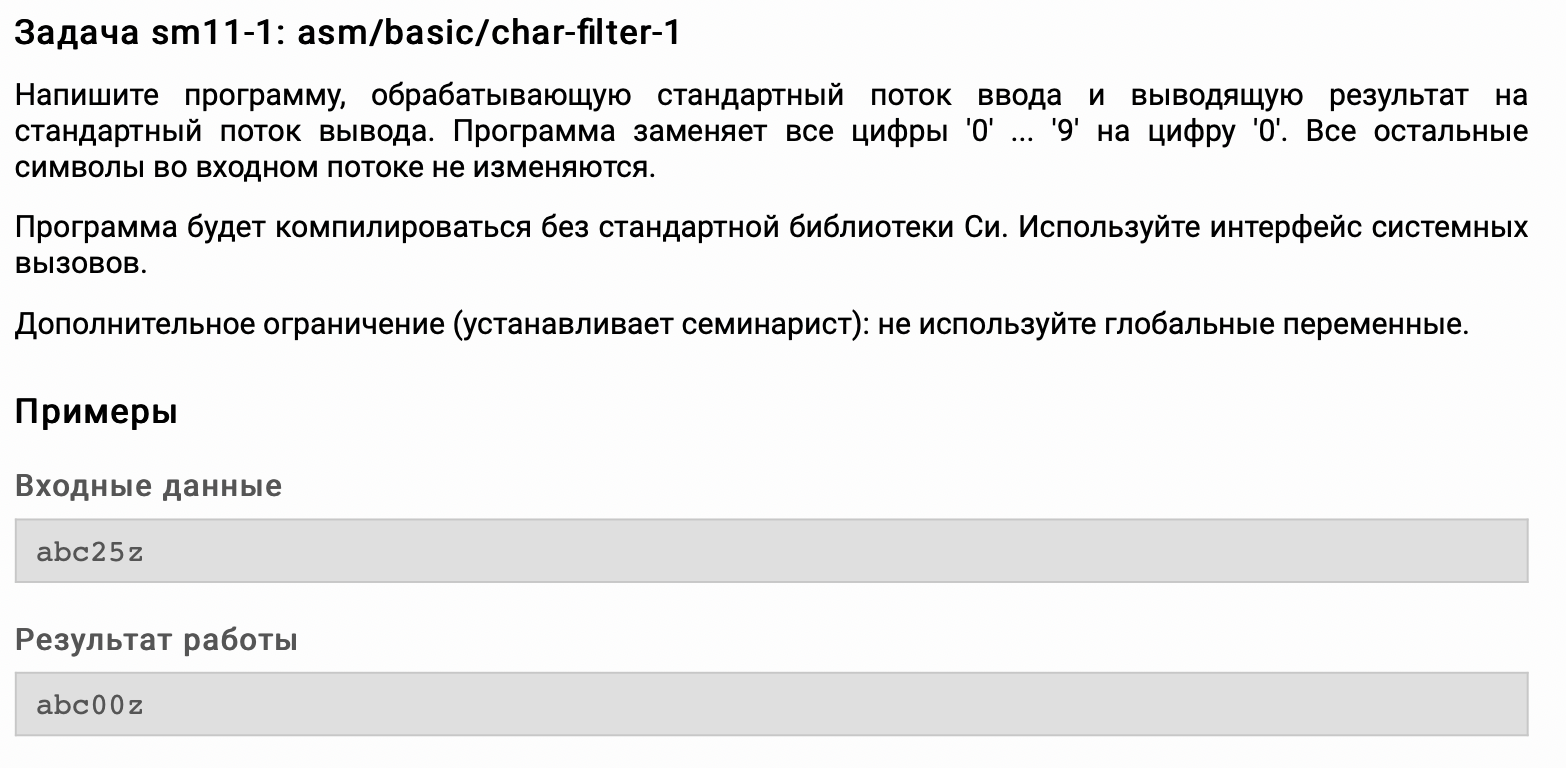 Задача sm11-1: asm/basic/char-filter-1
Напишите программу, обрабатывающую стандартный поток ввода и выводящую результат на
стандартный поток вывода. Программа заменяет все цифры '0' ... '9' на цифру '0'. Все остальные
символы во входном потоке не изменяются.
Программа будет компилироваться без стандартной библиотеки Си. Используйте интерфейс системных
вызовов.
Дополнительное ограничение (устанавливает семинарист): не используйте глобальные переменные.
Примеры
Входные данные
abc25z
Результат работы
abc00z